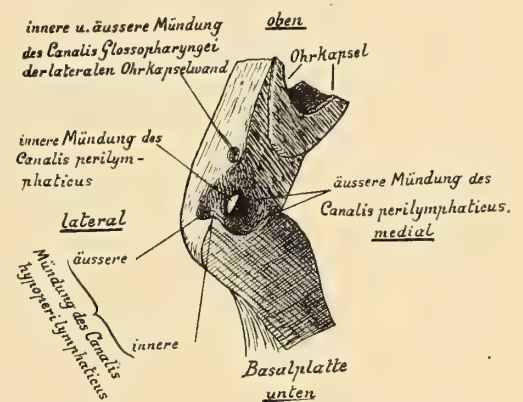 oben
innere u. äussere Mündung
des Canalis Glossopharyngei
der lateralen Ohrkapselwand
Ohrkapsel
innere Mündung des
Canalis perilym-
phaticus
äussere Mündung des
Canalis perilymphaticus.
medial
lateral
äussere
Mündung des Canalis
hypoperilymphaticus
innere
Basalplatte
unten